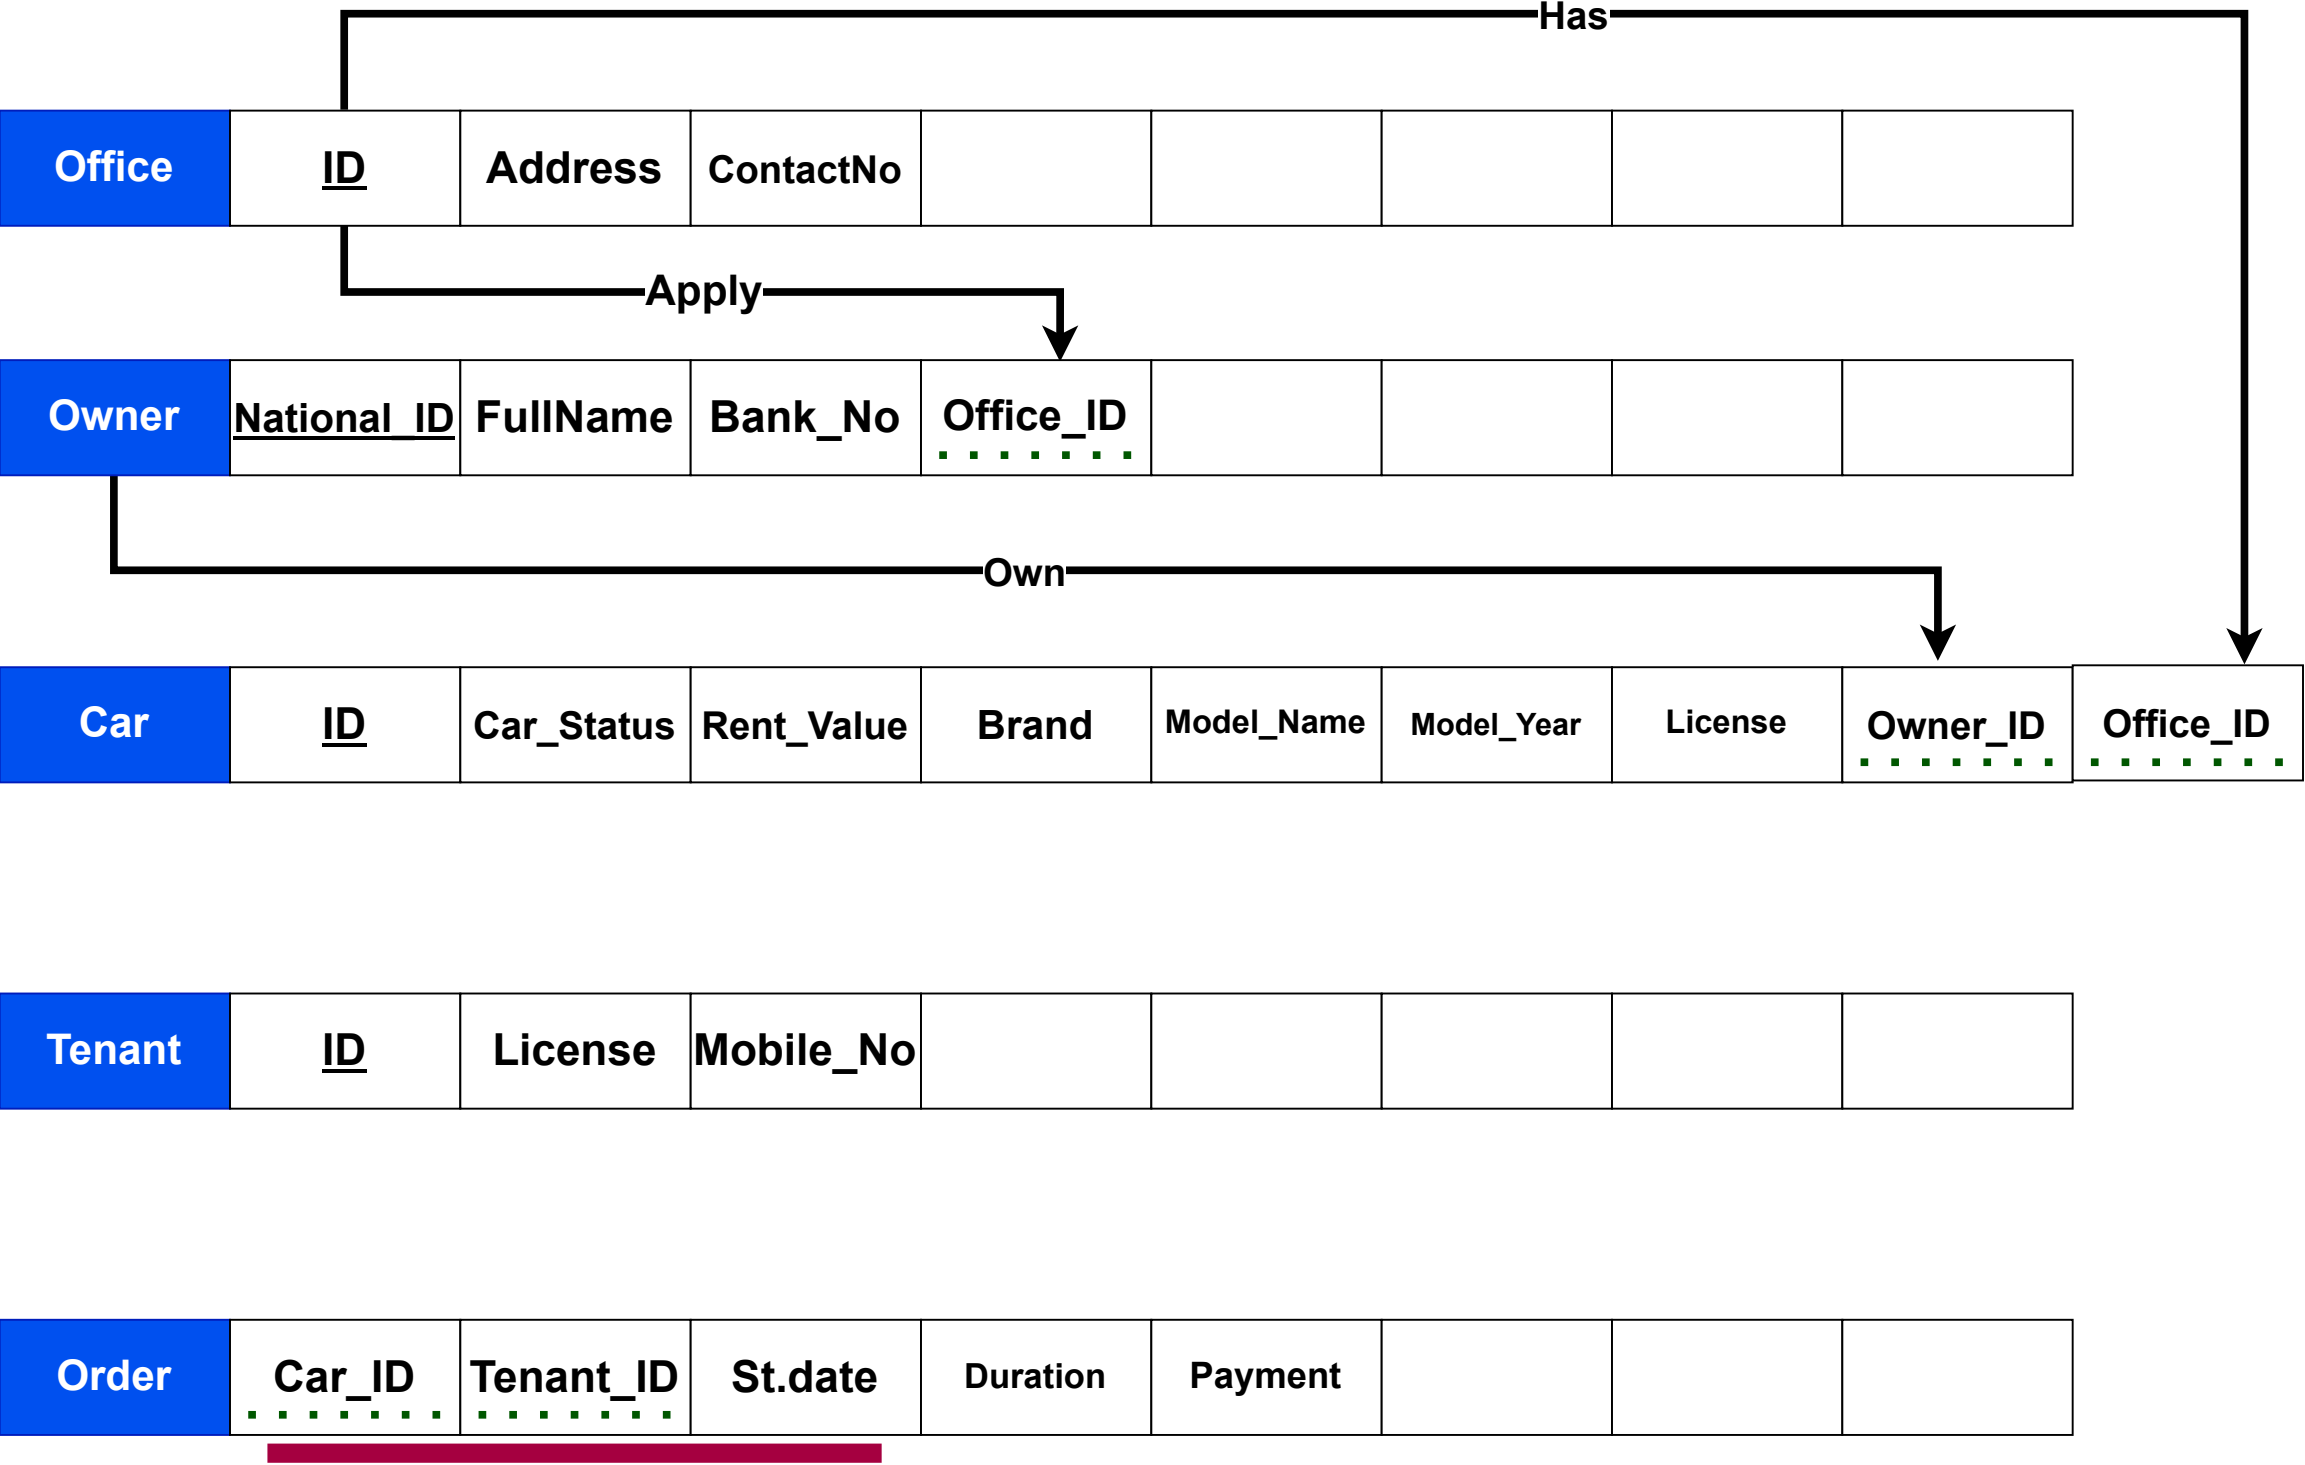 Has
Office ID Address ContactNo
Apply
Owner National_ID FullName Bank_No Office_ID
Own
Car ID Car_Status Rent_Value Brand Model_Name Model_Year License Owner_ID Office_ID
Tenant ID License Mobile_No
Order Car_ID Tenant_ID St.date Duration Payment